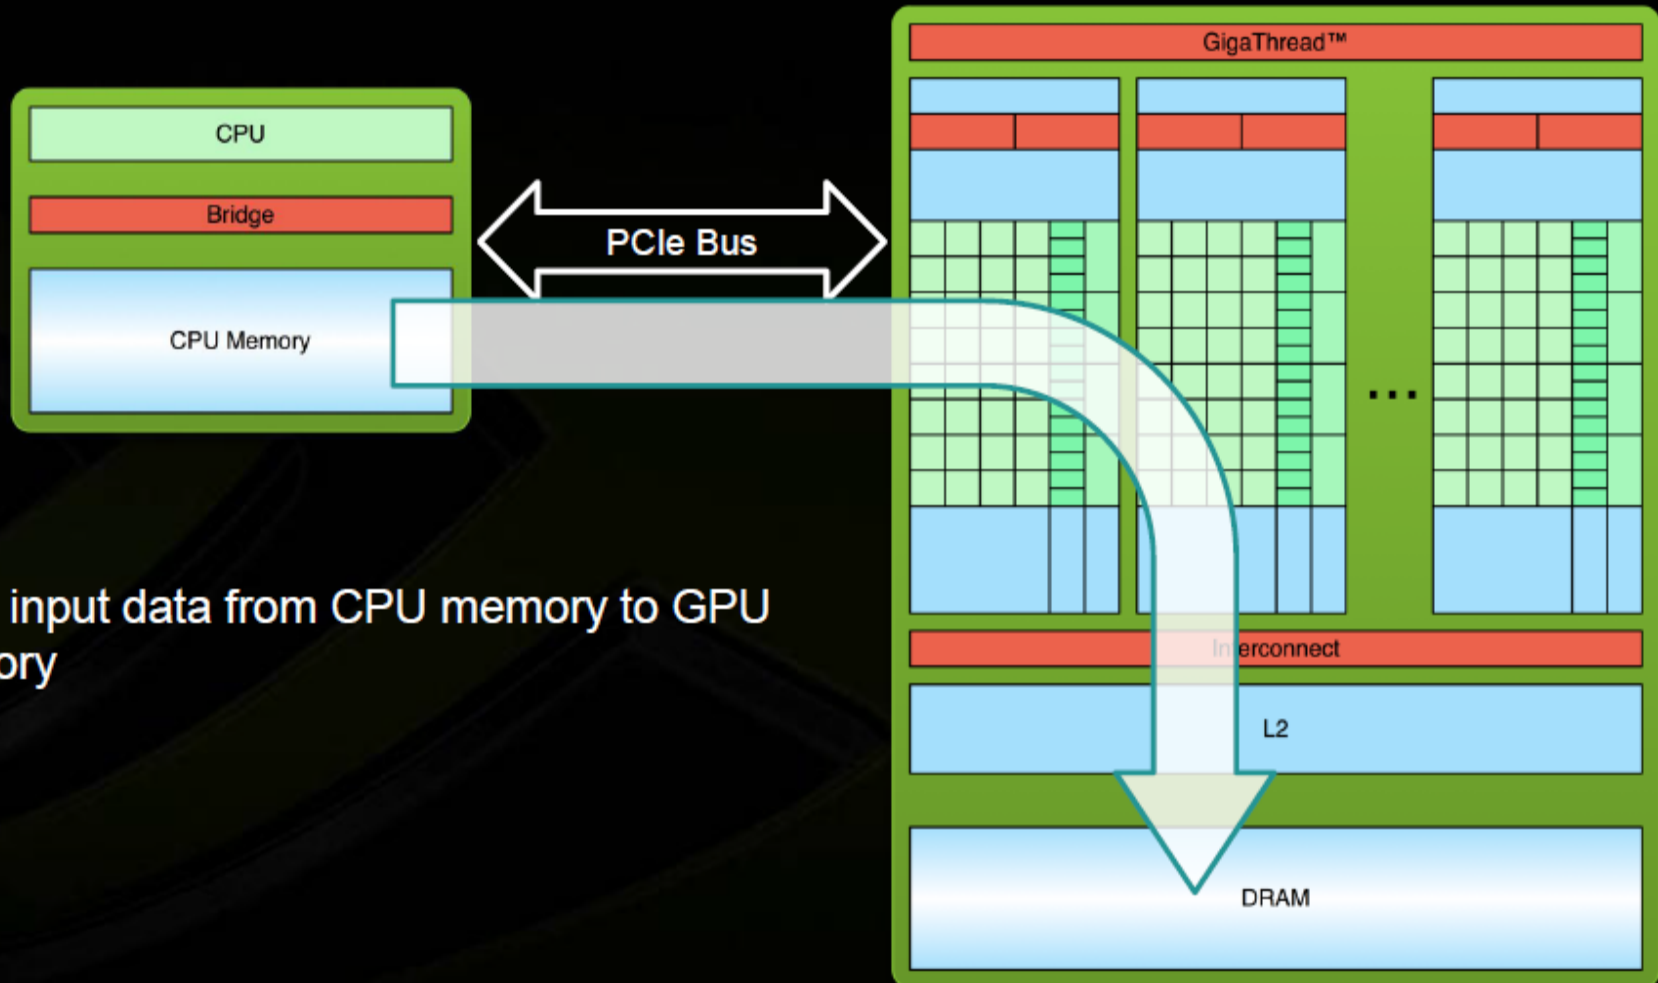 GigaThread™
CPU
Bridge
PCIe Bus
CPU Memory
...
input data from CPU memory to GPU
ory
Interconnect
L2
DRAM